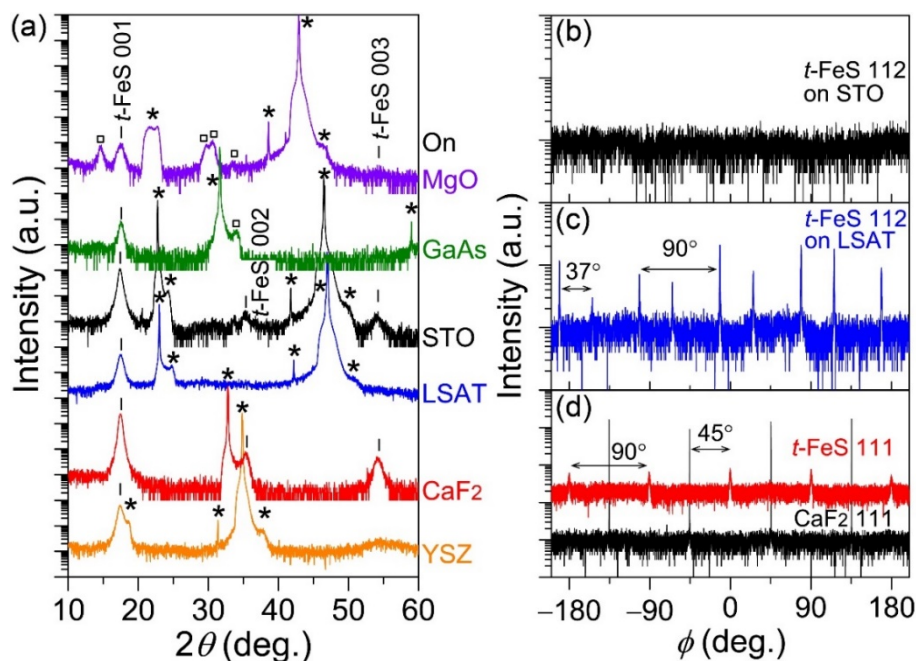 (a)
t-FeS 001
t-FeS 003
t-FeS 002
On
MgO
GaAs
STO
LSAT
CaF2
YSZ
Intensity (a.u.)
10 20 30 40 50 60
2θ (deg.)
(b)
t-FeS 112
on STO
(c)
t-FeS 112
on LSAT
37°
90°
(d)
90°
45°
t-FeS 111
CaF2 111
Intensity (a.u.)
−180 −90 0 90 180
ϕ (deg.)